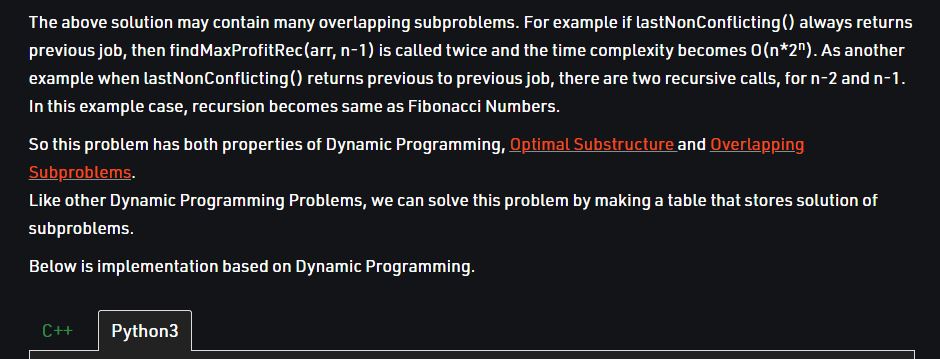 The above solution may contain many overlapping subproblems. For example if lastNonConflicting() always returns
previous job, then findMaxProfitRec(arr, n-1) is called twice and the time complexity becomes O(n*2ⁿ). As another
example when lastNonConflicting() returns previous to previous job, there are two recursive calls, for n-2 and n-1.
In this example case, recursion becomes same as Fibonacci Numbers.
So this problem has both properties of Dynamic Programming, Optimal Substructure and Overlapping
Subproblems.
Like other Dynamic Programming Problems, we can solve this problem by making a table that stores solution of
subproblems.
Below is implementation based on Dynamic Programming.
C++ Python3